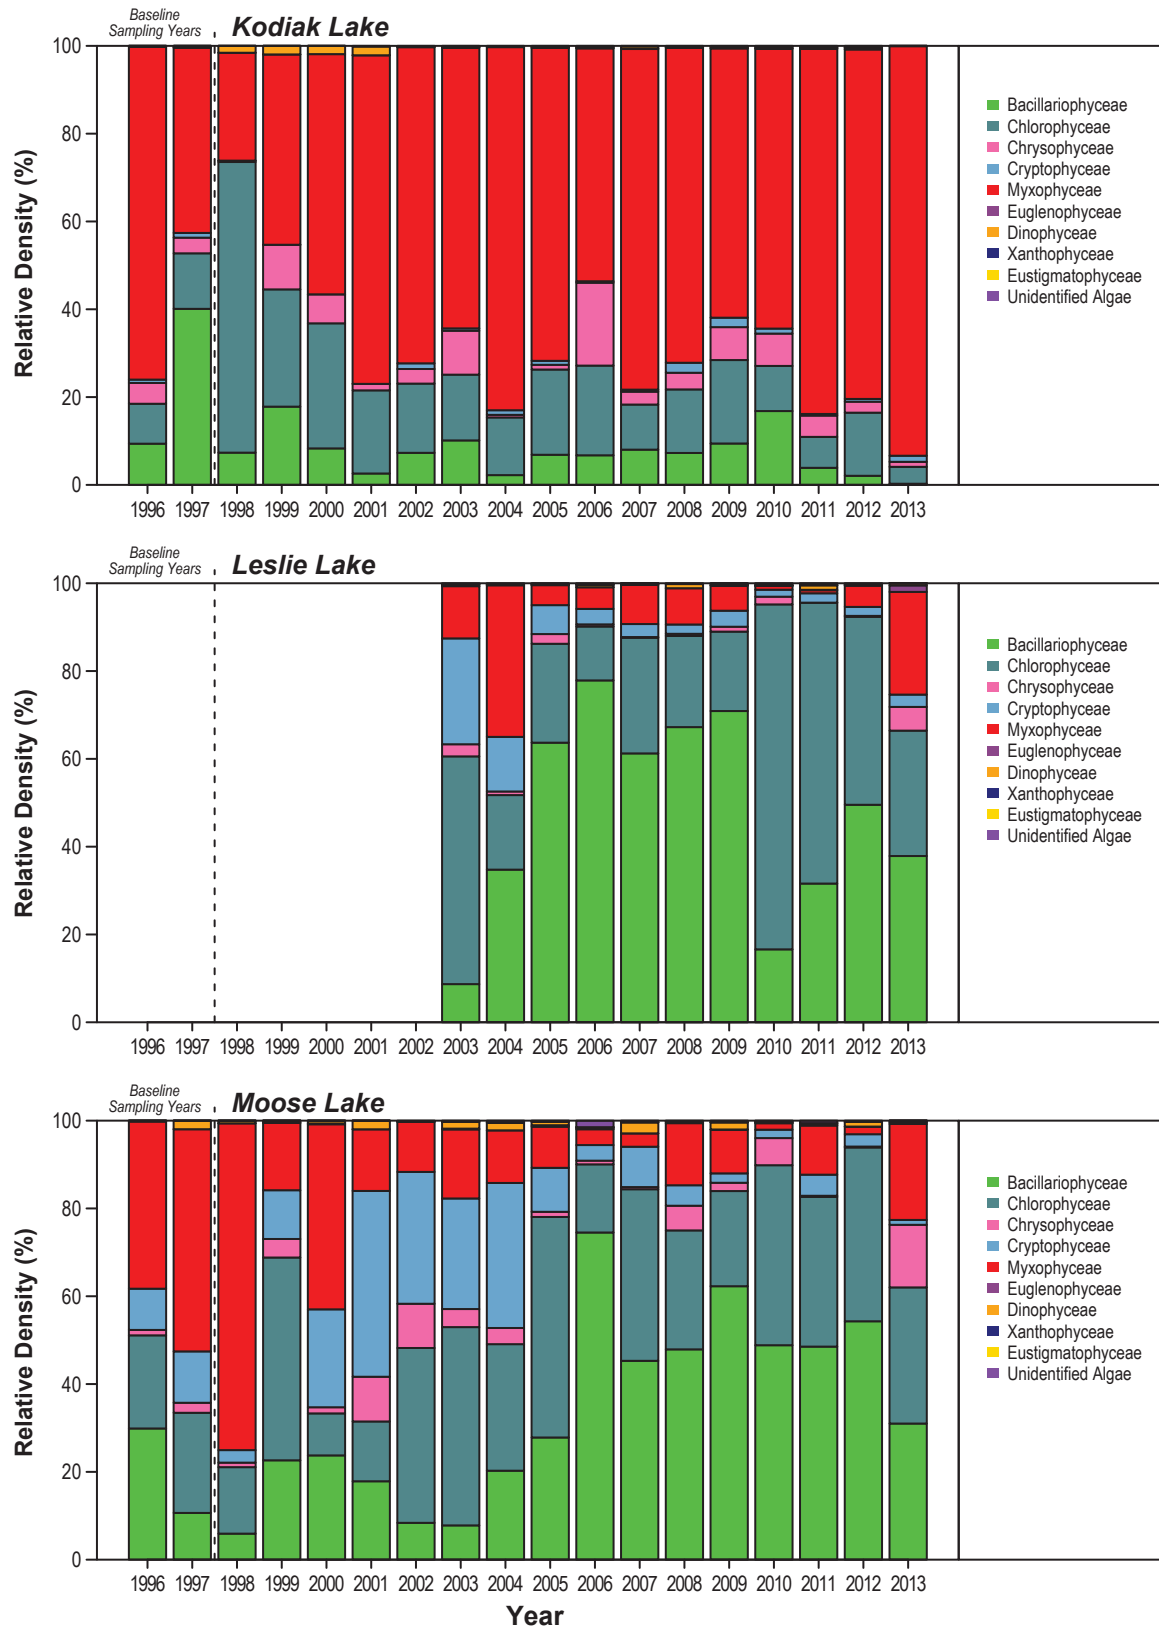 Baseline
Sampling Years
Kodiak Lake
Relative Density (%)
100
80
60
40
20
0
1996 1997 1998 1999 2000 2001 2002 2003 2004 2005 2006 2007 2008 2009 2010 2011 2012 2013
Bacillariophyceae
Chlorophyceae
Chrysophyceae
Cryptophyceae
Myxophyceae
Euglenophyceae
Dinophyceae
Xanthophyceae
Eustigmatophyceae
Unidentified Algae
Baseline
Sampling Years
Leslie Lake
Relative Density (%)
100
80
60
40
20
0
1996 1997 1998 1999 2000 2001 2002 2003 2004 2005 2006 2007 2008 2009 2010 2011 2012 2013
Bacillariophyceae
Chlorophyceae
Chrysophyceae
Cryptophyceae
Myxophyceae
Euglenophyceae
Dinophyceae
Xanthophyceae
Eustigmatophyceae
Unidentified Algae
Baseline
Sampling Years
Moose Lake
Relative Density (%)
100
80
60
40
20
0
1996 1997 1998 1999 2000 2001 2002 2003 2004 2005 2006 2007 2008 2009 2010 2011 2012 2013
Bacillariophyceae
Chlorophyceae
Chrysophyceae
Cryptophyceae
Myxophyceae
Euglenophyceae
Dinophyceae
Xanthophyceae
Eustigmatophyceae
Unidentified Algae
Year